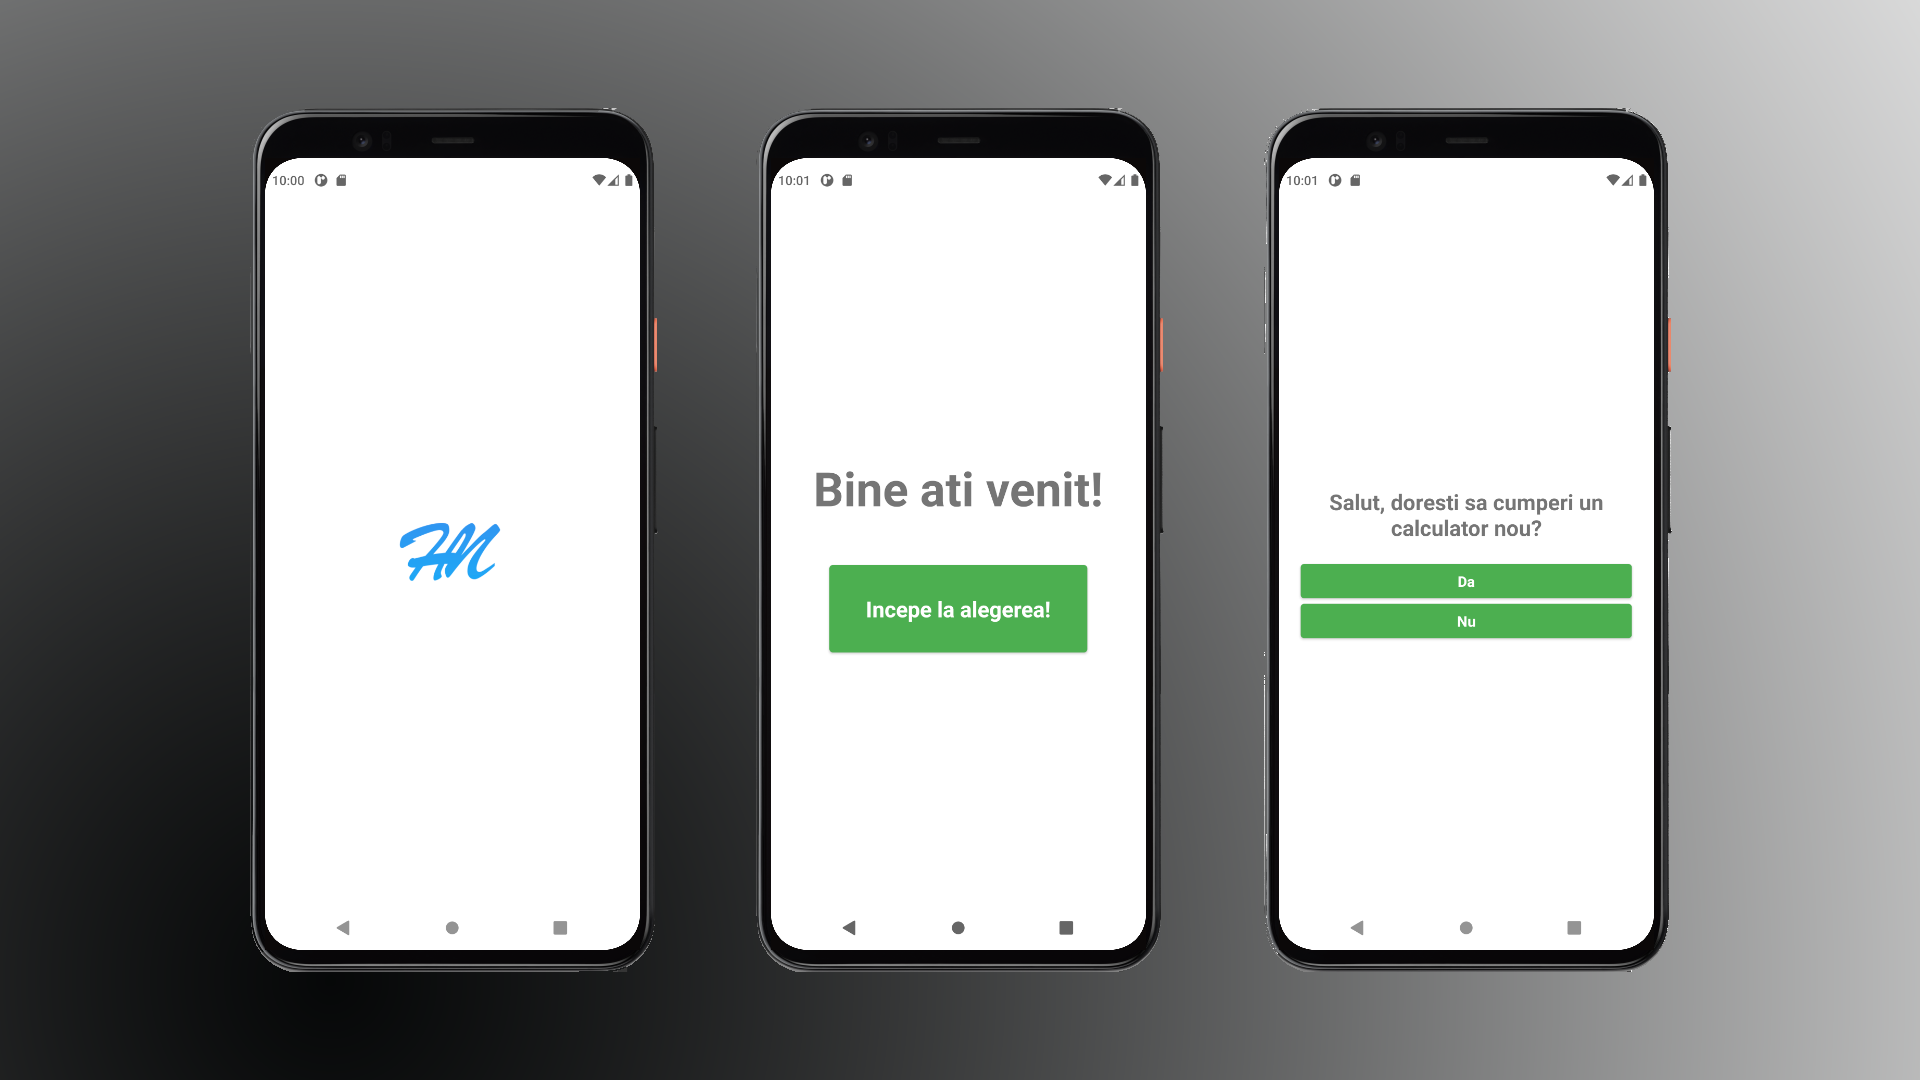 10:00
HN
10:01
Bine ati venit!
Incepe la alegerea!
10:01
Salut, doresti sa cumperi un
calculator nou?
Da
Nu